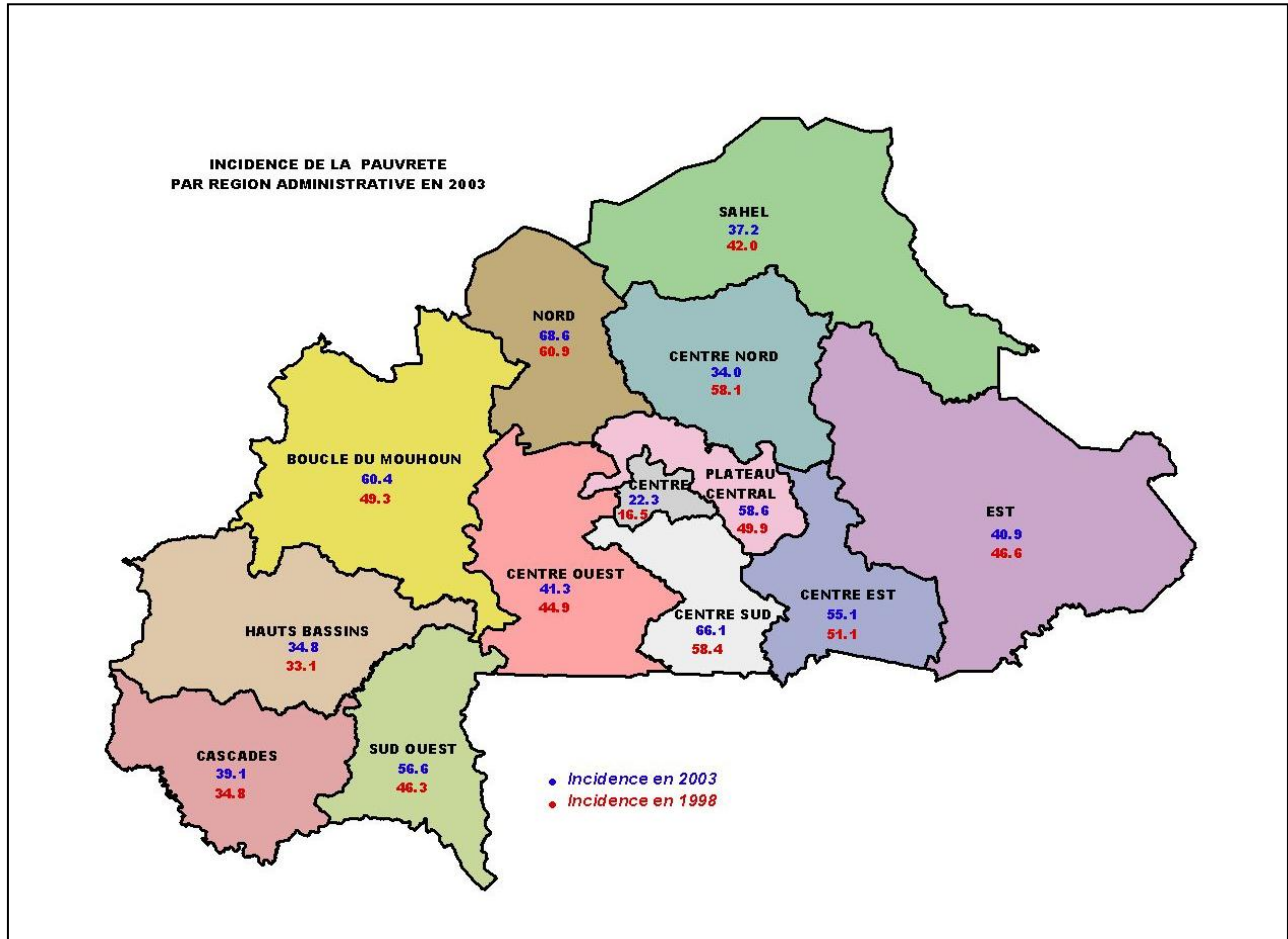 INCIDENCE DE LA PAUVRETE
PAR REGION ADMINISTRATIVE EN 2003
SAHEL
37.2
42.0
NORD
68.6
60.9
CENTRE NORD
34.0
58.1
BOUCLE DU MOUHOUN
60.4
49.3
CENTRE
22.3
16.5
PLATEAU
CENTRAL
58.6
49.9
EST
40.9
46.6
CENTRE OUEST
41.3
44.9
CENTRE SUD
66.1
58.4
CENTRE EST
55.1
51.1
HAUTS BASSINS
34.8
33.1
CASCADES
39.1
34.8
SUD OUEST
56.6
46.3
Incidence en 2003
Incidence en 1998